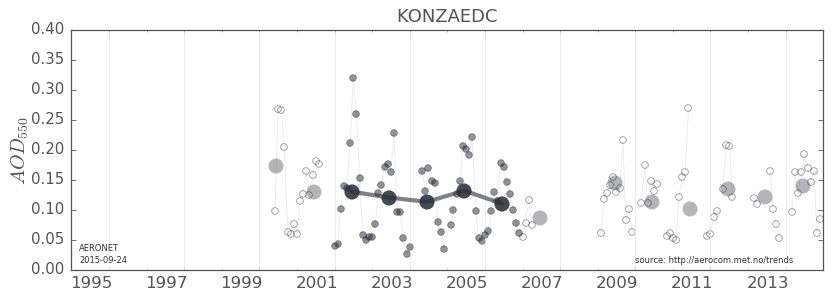 KONZAEDC
0.40
0.35
0.30
0.25
0.20
0.15
0.10
0.05
0.00
AOD550
AERONET
2015-09-24
source: http://aerocom.met.no/trends
1995 1997 1999 2001 2003 2005 2007 2009 2011 2013